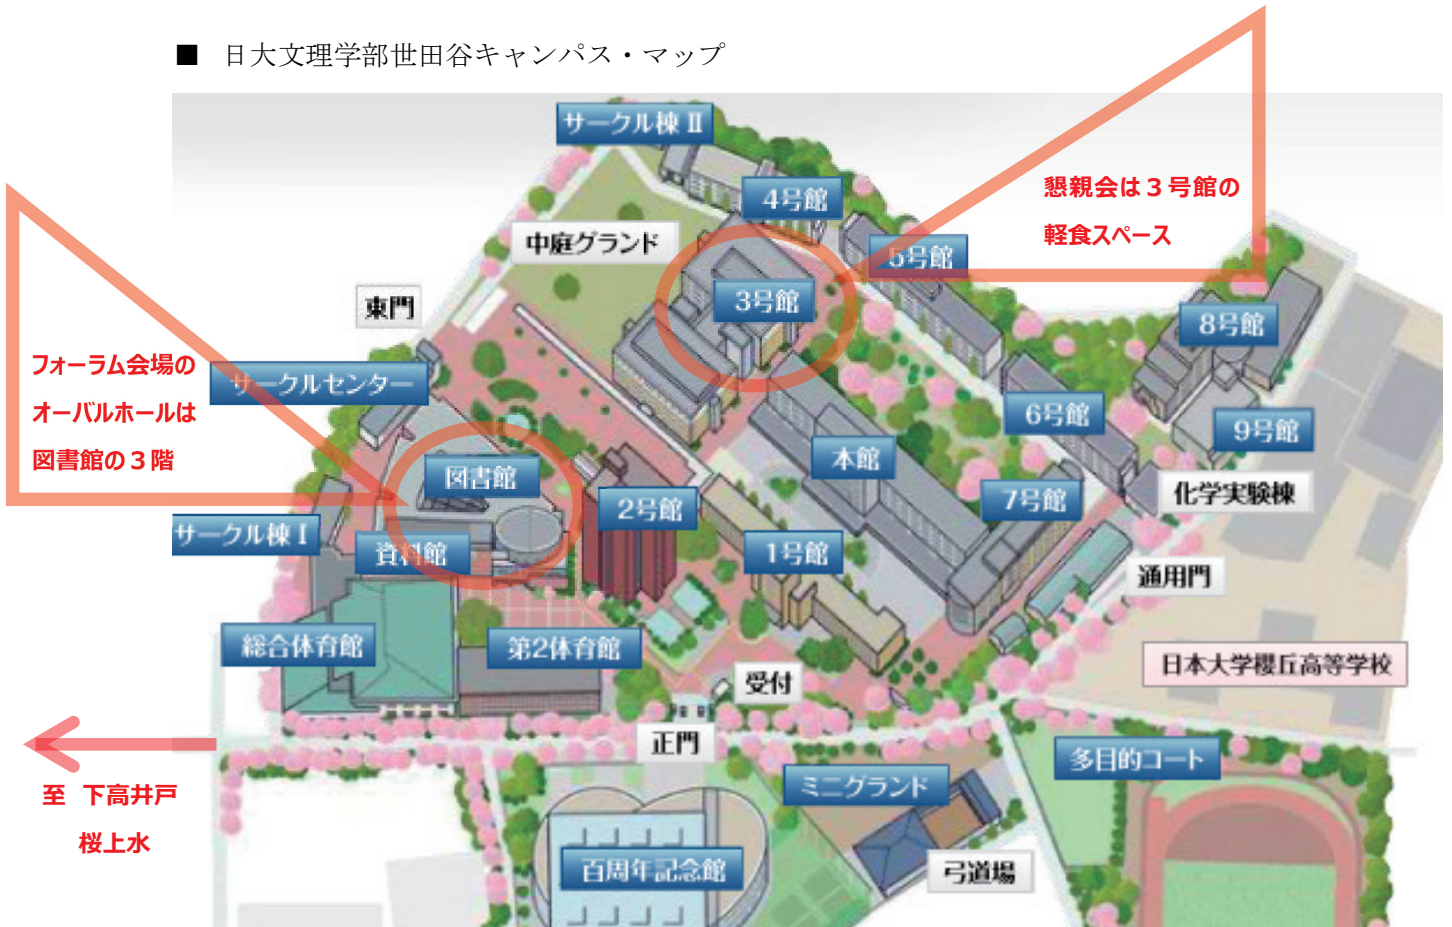 ■ 日大文理学部世田谷キャンパス・マップ
サークル棟 II
4号館
懇親会は３号館の
軽食スペース
中庭グランド
5号館
3号館
東門
8号館
フォーラム会場の
オーバルホールは
図書館の３階
サークルセンター
6号館
9号館
本館
図書館
7号館
化学実験棟
2号館
サークル棟 I
資料館
1号館
通用門
総合体育館
第2体育館
日本大学櫻丘高等学校
受付
正門
多目的コート
至 下高井戸
桜上水
ミニグランド
百周年記念館
弓道場